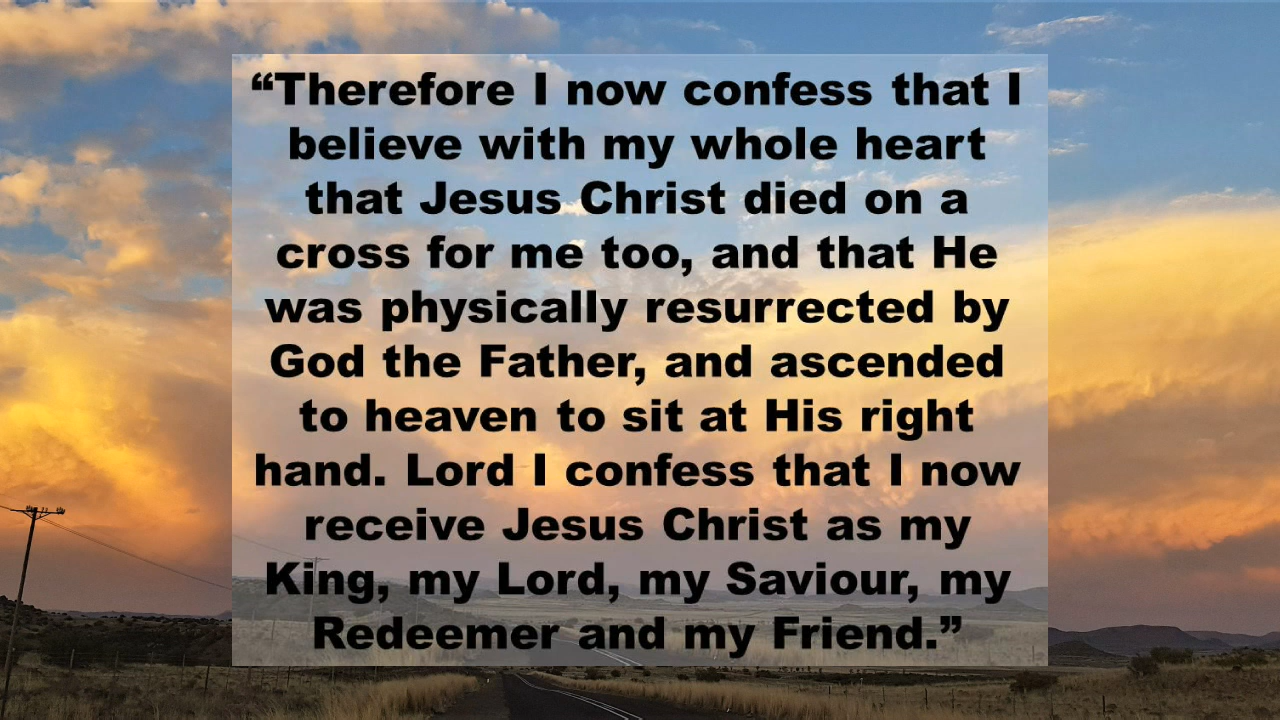 “Therefore I now confess that I
believe with my whole heart
that Jesus Christ died on a
cross for me too, and that He
was physically resurrected by
God the Father, and ascended
to heaven to sit at His right
hand. Lord I confess that I now
receive Jesus Christ as my
King, my Lord, my Saviour, my
Redeemer and my Friend.”